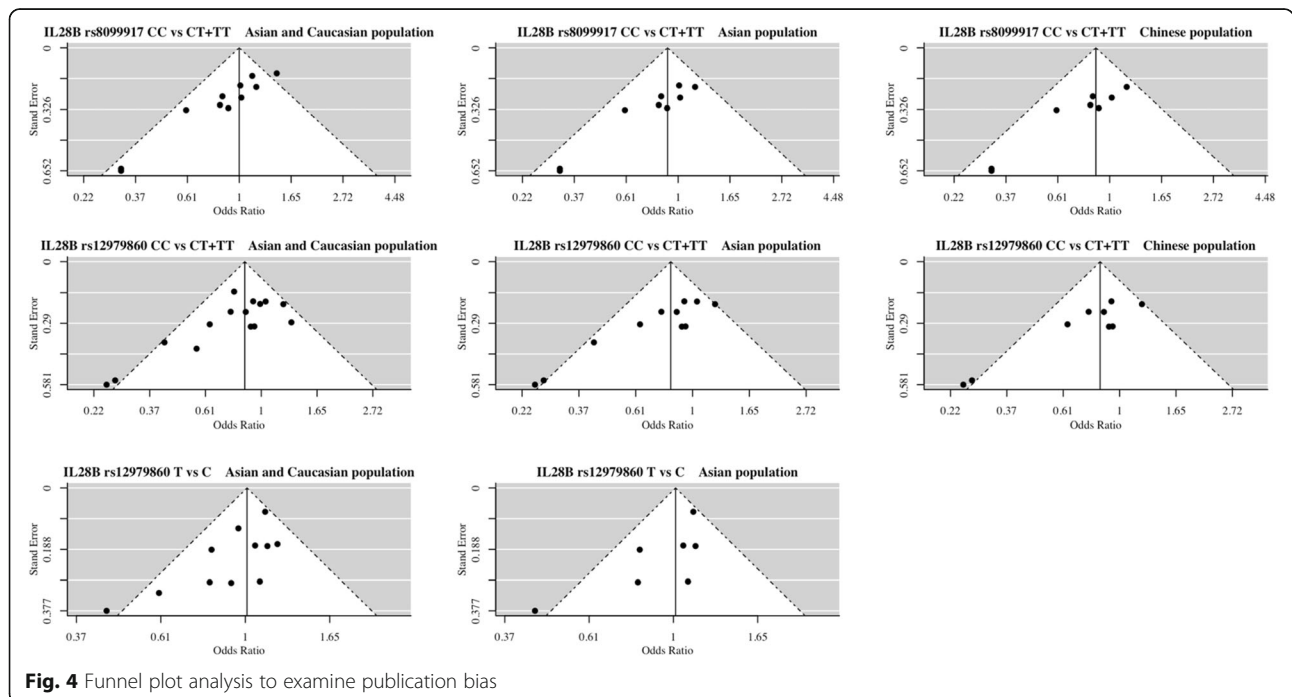 IL28B rs8099917 CC vs CT+TT Asian and Caucasian population
Stand Error
0
0.326
0.652
0.22 0.37 0.61 1 1.65 2.72 4.48
Odds Ratio
IL28B rs8099917 CC vs CT+TT Asian population
Stand Error
0
0.326
0.652
0.22 0.37 0.61 1 1.65 2.72 4.48
Odds Ratio
IL28B rs8099917 CC vs CT+TT Chinese population
Stand Error
0
0.326
0.652
0.22 0.37 0.61 1 1.65 2.72 4.48
Odds Ratio
IL28B rs12979860 CC vs CT+TT Asian and Caucasian population
Stand Error
0
0.29
0.581
0.22 0.37 0.61 1 1.65 2.72
Odds Ratio
IL28B rs12979860 CC vs CT+TT Asian population
Stand Error
0
0.29
0.581
0.22 0.37 0.61 1 1.65 2.72
Odds Ratio
IL28B rs12979860 CC vs CT+TT Chinese population
Stand Error
0
0.29
0.581
0.22 0.37 0.61 1 1.65 2.72
Odds Ratio
IL28B rs12979860 T vs C Asian and Caucasian population
Stand Error
0
0.188
0.377
0.37 0.61 1 1.65
Odds Ratio
IL28B rs12979860 T vs C Asian population
Stand Error
0
0.188
0.377
0.37 0.61 1 1.65
Odds Ratio
Fig. 4 Funnel plot analysis to examine publication bias